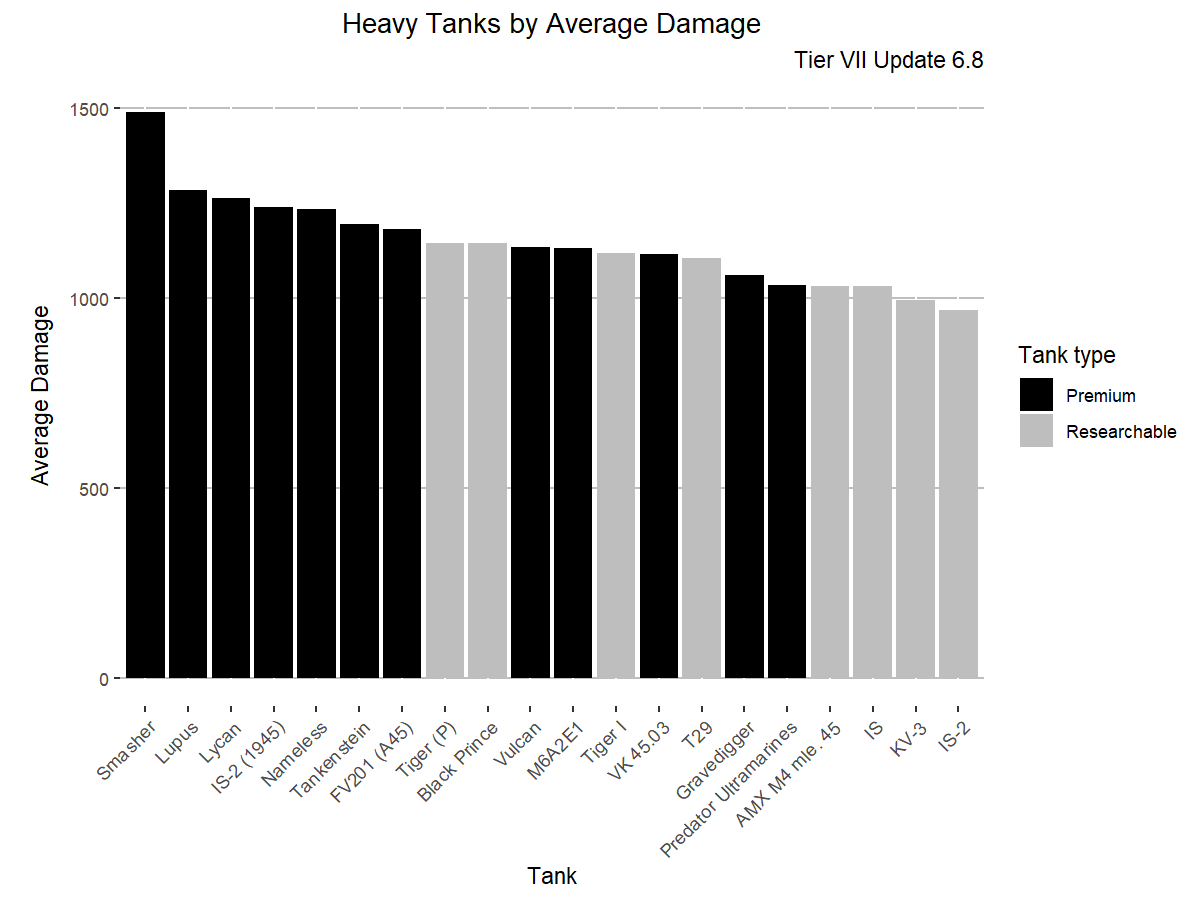 Heavy Tanks by Average Damage
Tier VII Update 6.8
Average Damage
1500
1000
500
0
Smasher
Lupus
Lycan
IS-2 (1945)
Nameless
Tankenstein
FV201 (A45)
Tiger (P)
Black Prince
Vulcan
M6A2E1
Tiger I
VK 45.03
T29
Gravedigger
Predator Ultramarines
AMX M4 mle. 45
IS
KV-3
IS-2
Tank
Tank type
Premium
Researchable